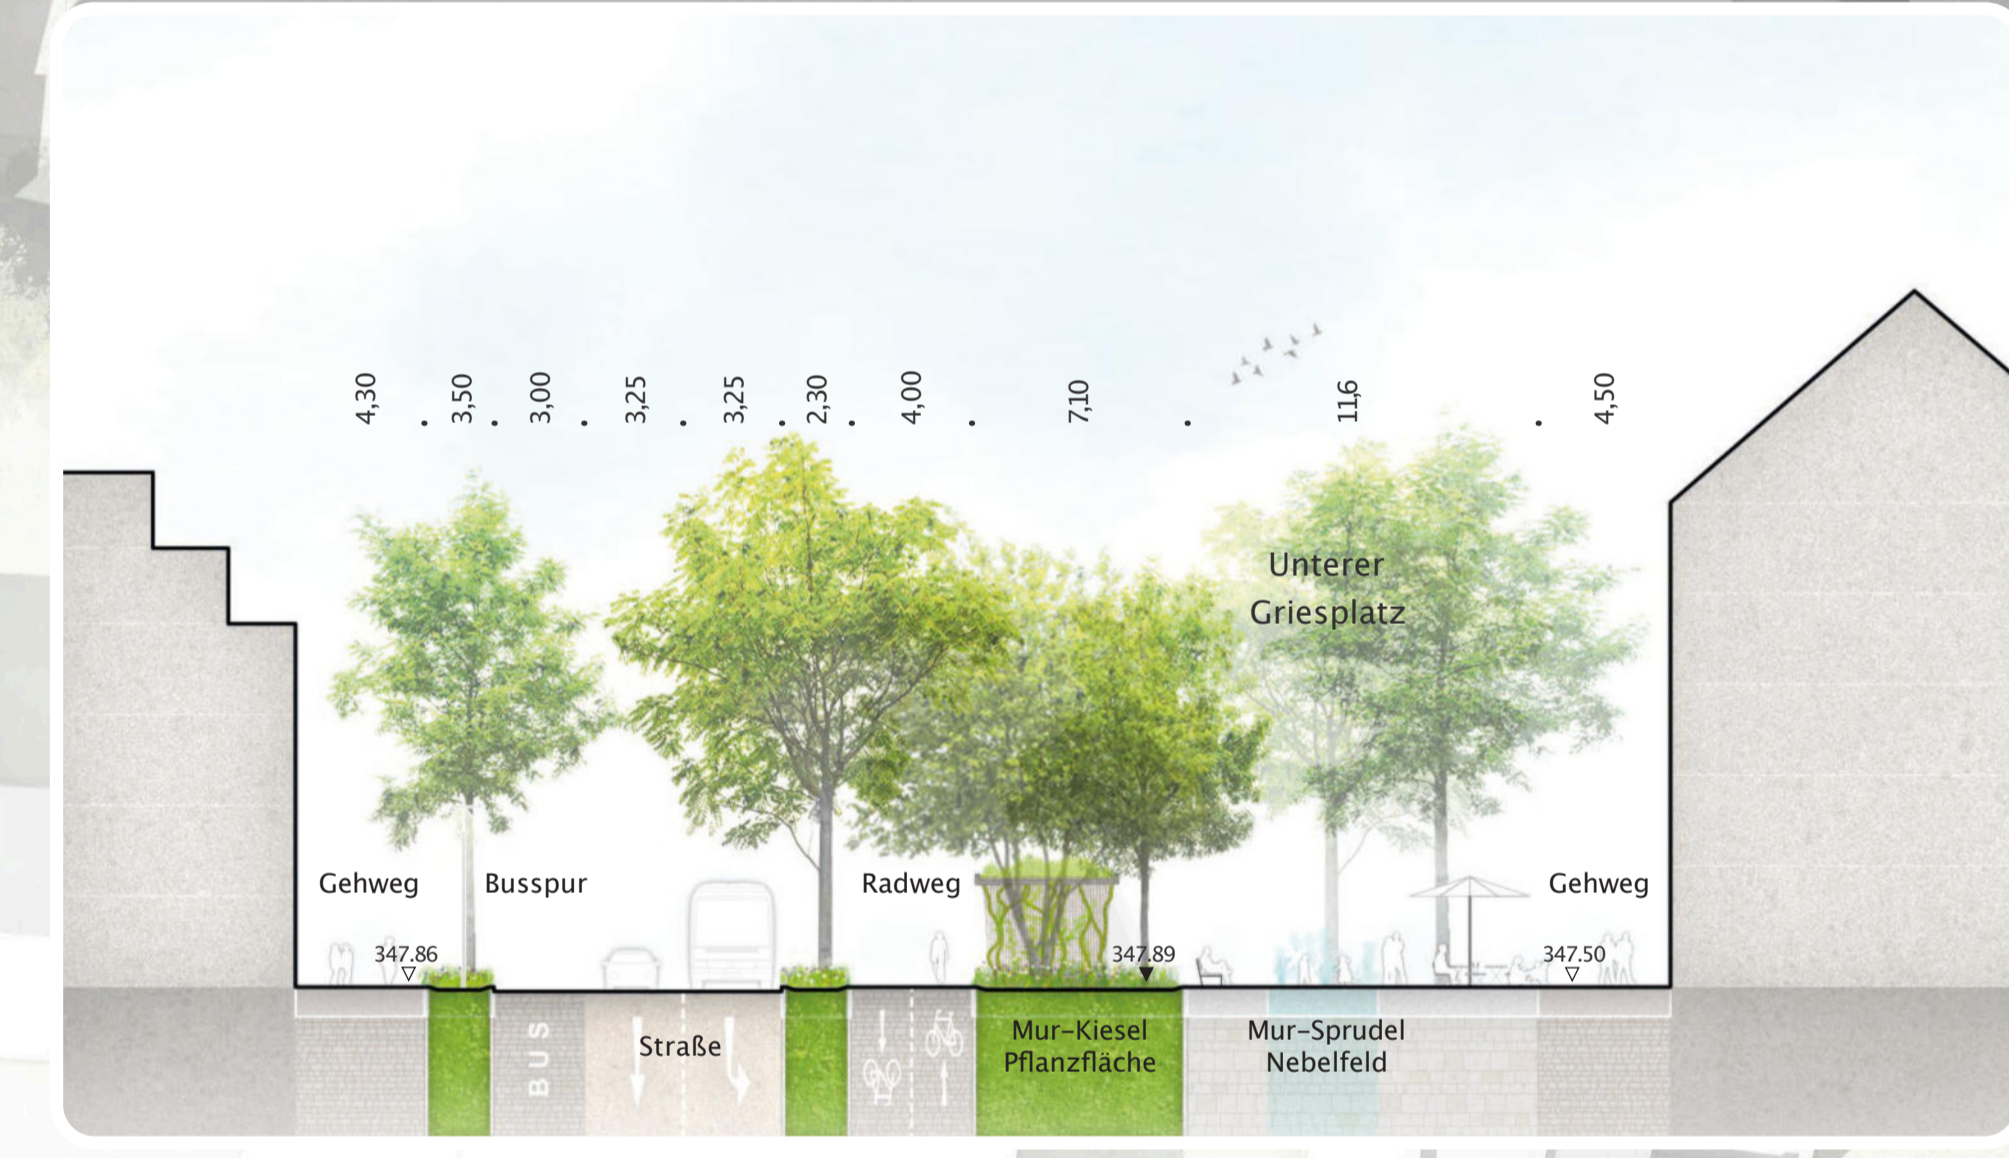 4,30 . 3,50 . 3,00 . 3,25 . 3,25 . 2,30 . 4,00 . 7,10 . 11,6 . 4,50
Unterer
Griesplatz
Gehweg Busspur Radweg Gehweg
347.86 347.89 347.50
BUS
Straße
Mur-Kiesel
Pflanzfläche
Mur-Sprudel
Nebelfeld